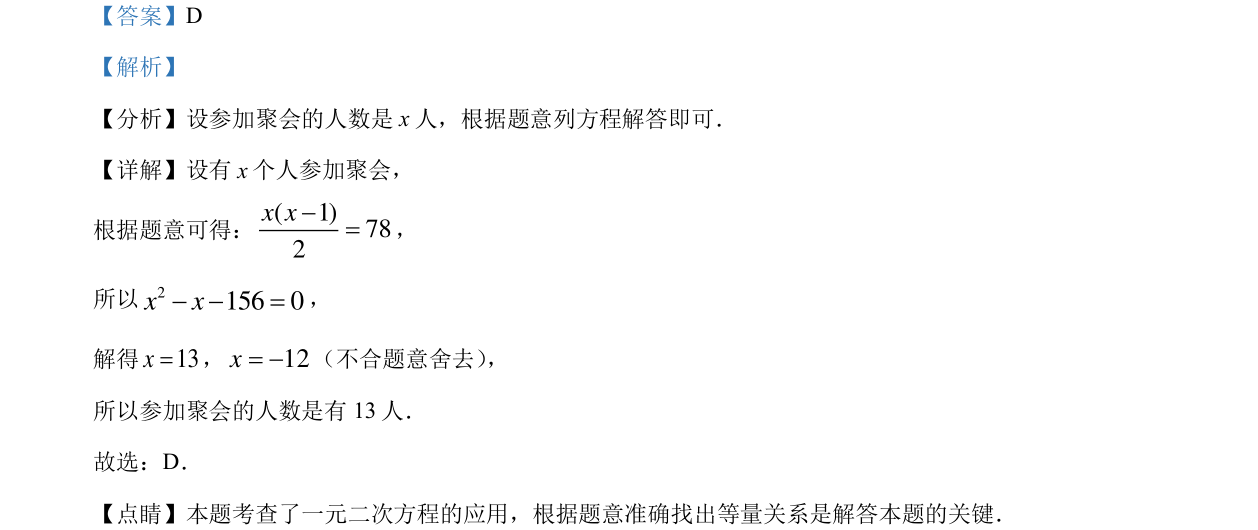 【答案】D
【解析】
【分析】设参加聚会的人数是 x 人，根据题意列方程解答即可．
【详解】设有 x 个人参加聚会，
根据题意可得：x(x−1)/2 = 78，
所以 x² − x − 156 = 0，
解得 x = 13， x = −12（不合题意舍去），
所以参加聚会的人数是有 13 人．
故选：D．
【点睛】本题考查了一元二次方程的应用，根据题意准确找出等量关系是解答本题的关键．